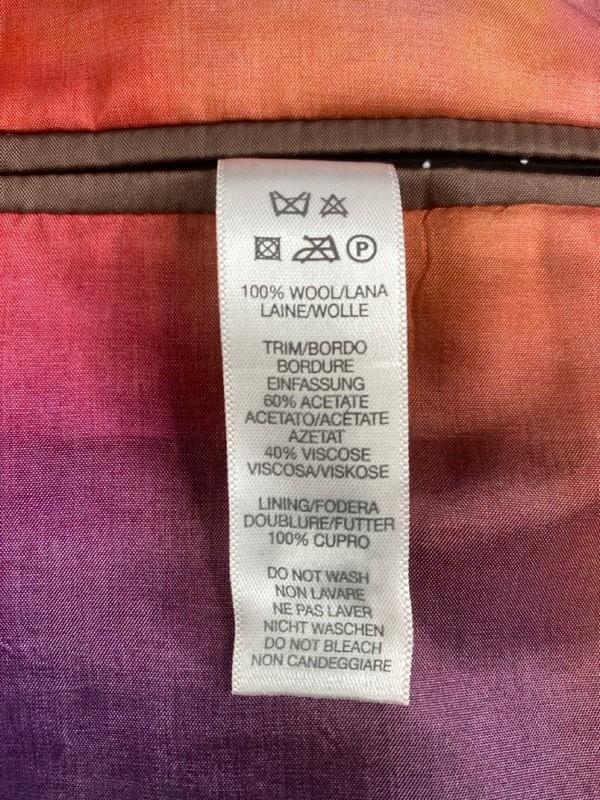 P
100% WOOL/LANA
LAINE/WOLLE
TRIM/BORDO
BORDURE
EINFASSUNG
60% ACETATE
ACETATO/ACÉTATE
AZETAT
40% VISCOSE
VISCOSA/VISKOSE
LINING/FODERA
DOUBLURE/FUTTER
100% CUPRO
DO NOT WASH
NON LAVARE
NE PAS LAVER
NICHT WASCHEN
DO NOT BLEACH
NON CANDEGGIARE